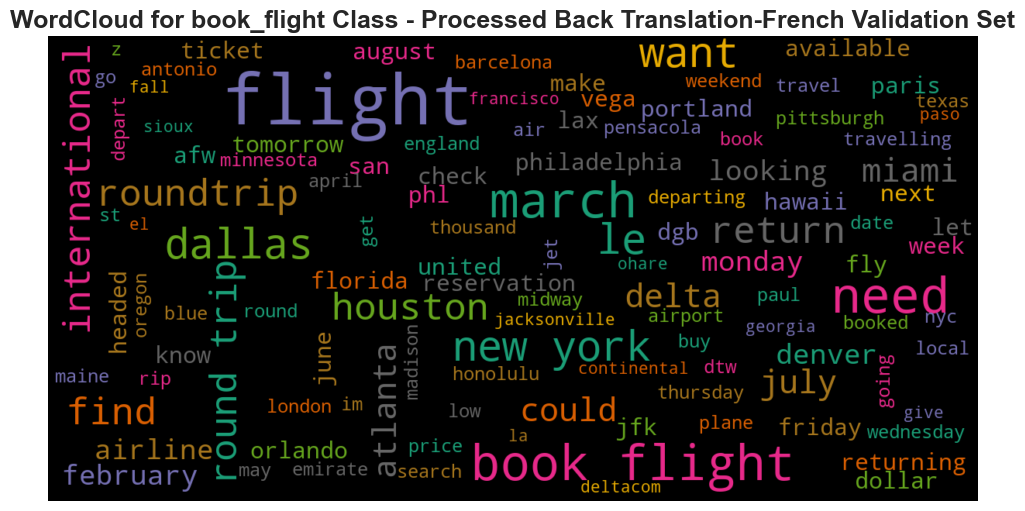 WordCloud for book_flight Class - Processed Back Translation-French Validation Set
z
ticket
august
want
available
go
antonio
barcelona
fall
flight
francisco
make
weekend
travel
paris
international
depart
vega
portland
texas
paso
sioux
tomorrow
england
air
lax
pensacola
pittsburgh
book
travelling
afw
minnesota
san
april
check
philadelphia
looking
miami
roundtrip
phl
march
departing
hawaii
next
st
el
dallas
get
thousand
le
dgb
return
date
let
week
jet
united
ohare
monday
fly
headed
oregon
florida
reservation
delta
paul
need
blue
round
houston
midway
jacksonville
airport
georgia
booked
nyc
round trip
know
june
atlanta
madison
new york
buy
denver
local
maine
rip
honolulu
continental
dtw
july
going
find
london
im
low
could
thursday
give
jfk
plane
friday
wednesday
airline
orlando
price
la
book flight
returning
february
may
emirate
search
deltacom
dollar